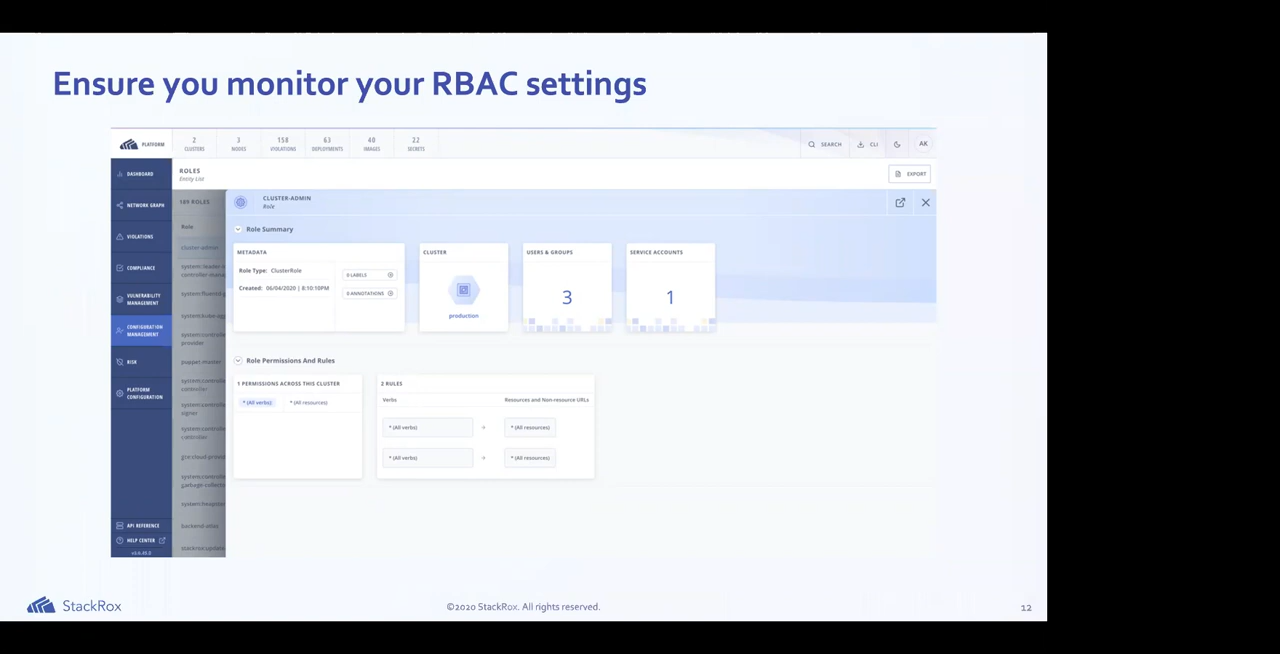 Ensure you monitor your RBAC settings
PLATFORM
2 CLUSTERS
3 NODES
158 VIOLATIONS
63 DEPLOYMENTS
40 IMAGES
22 SECRETS
SEARCH
CLI
AK
DASHBOARD
NETWORK GRAPH
VIOLATIONS
COMPLIANCE
VULNERABILITY
MANAGEMENT
CONFIGURATION
MANAGEMENT
RISK
PLATFORM
CONFIGURATION
API REFERENCE
HELP CENTER
ROLES
Entity List
EXPORT
189 ROLES
Role
cluster-admin
puppet-master
CLUSTER-ADMIN
Role
Role Summary
METADATA
Role Type: ClusterRole
Created: 06/04/2020 | 8:10:10PM
0 LABELS
0 ANNOTATIONS
CLUSTER
production
USERS & GROUPS
3
SERVICE ACCOUNTS
1
Role Permissions And Rules
1 PERMISSIONS ACROSS THIS CLUSTER
* (All verbs) * (All resources)
2 RULES
Verbs Resources and Non-resource URLs
* (All verbs) * (All resources)
* (All verbs) * (All resources)
StackRox
©2020 StackRox. All rights reserved.
12